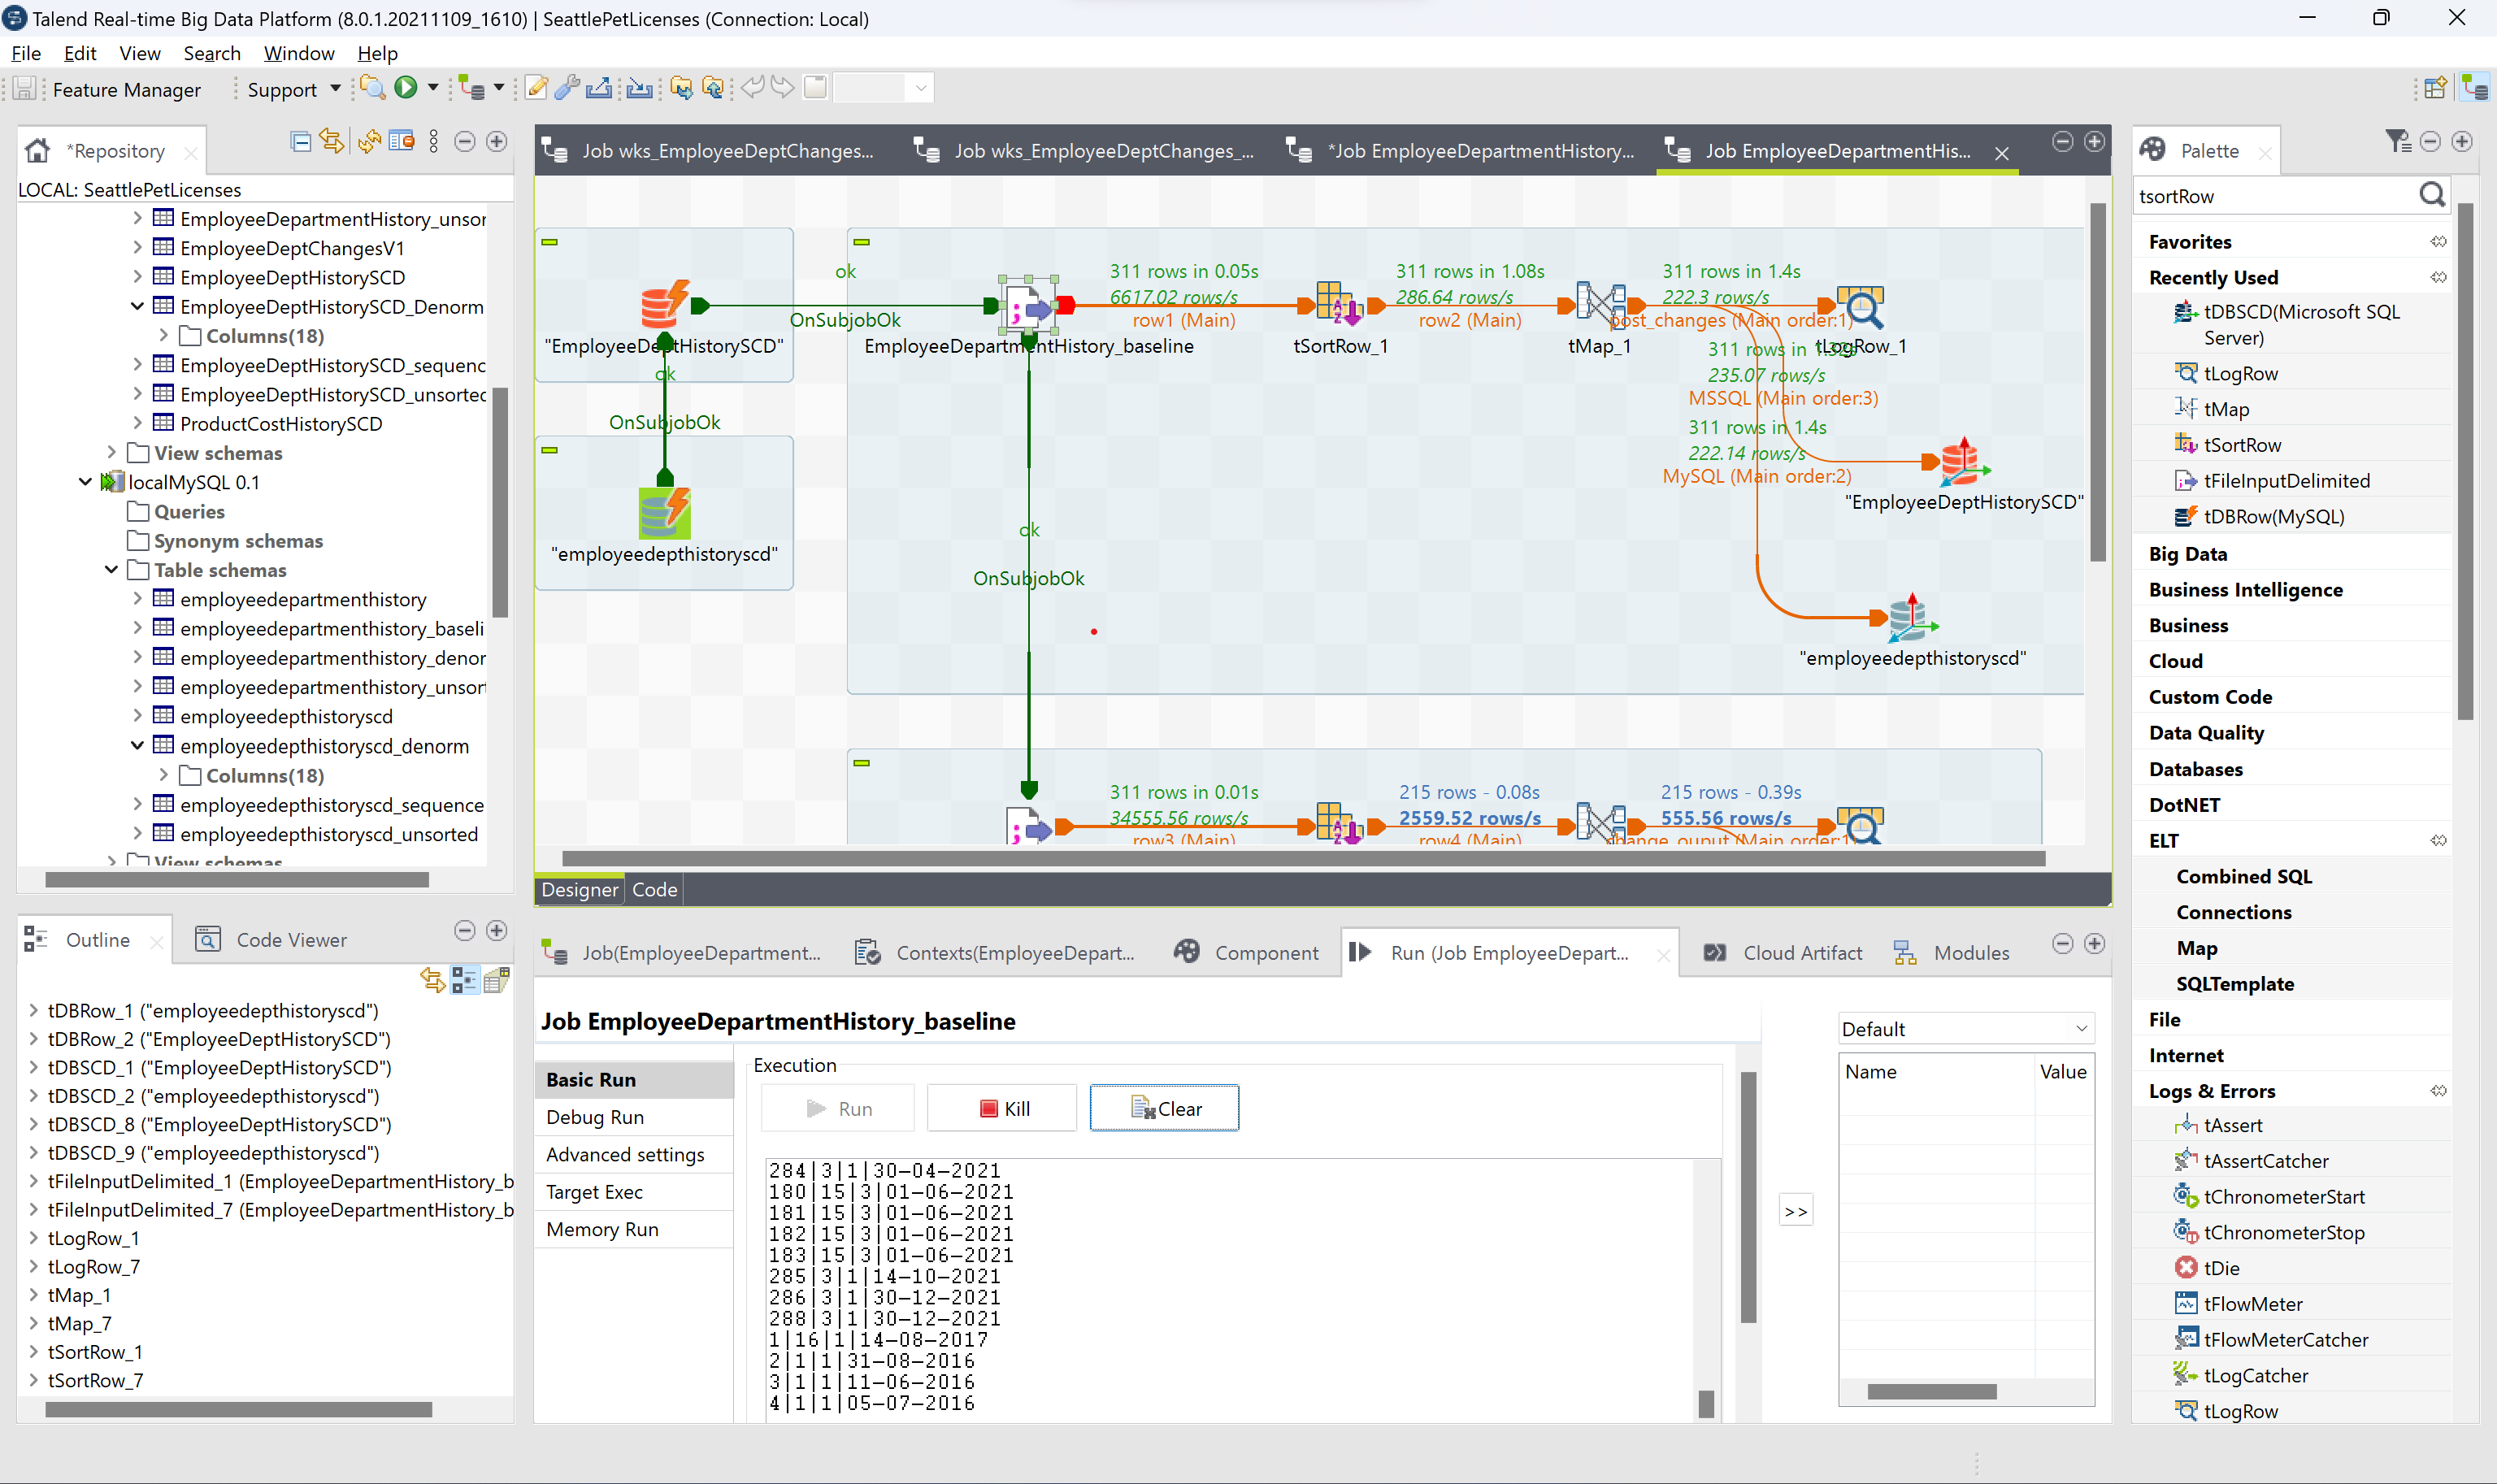 Talend Real-time Big Data Platform (8.0.1.20211109_1610) | SeattlePetLicenses (Connection: Local)
File Edit View Search Window Help
Feature Manager Support
*Repository
LOCAL: SeattlePetLicenses
EmployeeDepartmentHistory_unsor
EmployeeDeptChangesV1
EmployeeDeptHistorySCD
EmployeeDeptHistorySCD_Denorm
Columns(18)
EmployeeDeptHistorySCD_sequenc
EmployeeDeptHistorySCD_unsorted
ProductCostHistorySCD
View schemas
localMySQL 0.1
Queries
Synonym schemas
Table schemas
employeedepartmenthistory
employeedepartmenthistory_baseli
employeedepartmenthistory_denor
employeedepartmenthistory_unsort
employeedepthistoryscd
employeedepthistoryscd_denorm
Columns(18)
employeedepthistoryscd_sequence
employeedepthistoryscd_unsorted
View schemas
Outline
Code Viewer
tDBRow_1 ("employeedepthistoryscd")
tDBRow_2 ("EmployeeDeptHistorySCD")
tDBSCD_1 ("EmployeeDeptHistorySCD")
tDBSCD_2 ("employeedepthistoryscd")
tDBSCD_8 ("EmployeeDeptHistorySCD")
tDBSCD_9 ("employeedepthistoryscd")
tFileInputDelimited_1 (EmployeeDepartmentHistory_b
tFileInputDelimited_7 (EmployeeDepartmentHistory_b
tLogRow_1
tLogRow_7
tMap_1
tMap_7
tSortRow_1
tSortRow_7
Job wks_EmployeeDeptChanges...
Job wks_EmployeeDeptChanges_...
*Job EmployeeDepartmentHistory...
Job EmployeeDepartmentHis...
"EmployeeDeptHistorySCD"
ok
OnSubjobOk
ok
OnSubjobOk
"employeedepthistoryscd"
EmployeeDepartmentHistory_baseline
311 rows in 0.05s
6617.02 rows/s
row1 (Main)
tSortRow_1
311 rows in 1.08s
286.64 rows/s
row2 (Main)
tMap_1
311 rows in 1.4s
222.3 rows/s
post_changes (Main order:1)
tLogRow_1
311 rows in 1.32s
235.07 rows/s
MSSQL (Main order:3)
311 rows in 1.4s
222.14 rows/s
MySQL (Main order:2)
"EmployeeDeptHistorySCD"
"employeedepthistoryscd"
ok
OnSubjobOk
311 rows in 0.01s
34555.56 rows/s
row3 (Main)
215 rows - 0.08s
2559.52 rows/s
row4 (Main)
215 rows - 0.39s
555.56 rows/s
change_ouput (Main order:1)
Designer Code
Job(EmployeeDepartment...
Contexts(EmployeeDepart...
Component
Run (Job EmployeeDepart...
Cloud Artifact
Modules
Job EmployeeDepartmentHistory_baseline
Basic Run
Debug Run
Advanced settings
Target Exec
Memory Run
Execution
Run
Kill
Clear
284|3|1|30-04-2021
180|15|3|01-06-2021
181|15|3|01-06-2021
182|15|3|01-06-2021
183|15|3|01-06-2021
285|3|1|14-10-2021
286|3|1|30-12-2021
288|3|1|30-12-2021
1|16|1|14-08-2017
2|1|1|31-08-2016
3|1|1|11-06-2016
4|1|1|05-07-2016
>>
Default
Name Value
Palette
tsortRow
Favorites
Recently Used
tDBSCD(Microsoft SQL
Server)
tLogRow
tMap
tSortRow
tFileInputDelimited
tDBRow(MySQL)
Big Data
Business Intelligence
Business
Cloud
Custom Code
Data Quality
Databases
DotNET
ELT
Combined SQL
Connections
Map
SQLTemplate
File
Internet
Logs & Errors
tAssert
tAssertCatcher
tChronometerStart
tChronometerStop
tDie
tFlowMeter
tFlowMeterCatcher
tLogCatcher
tLogRow